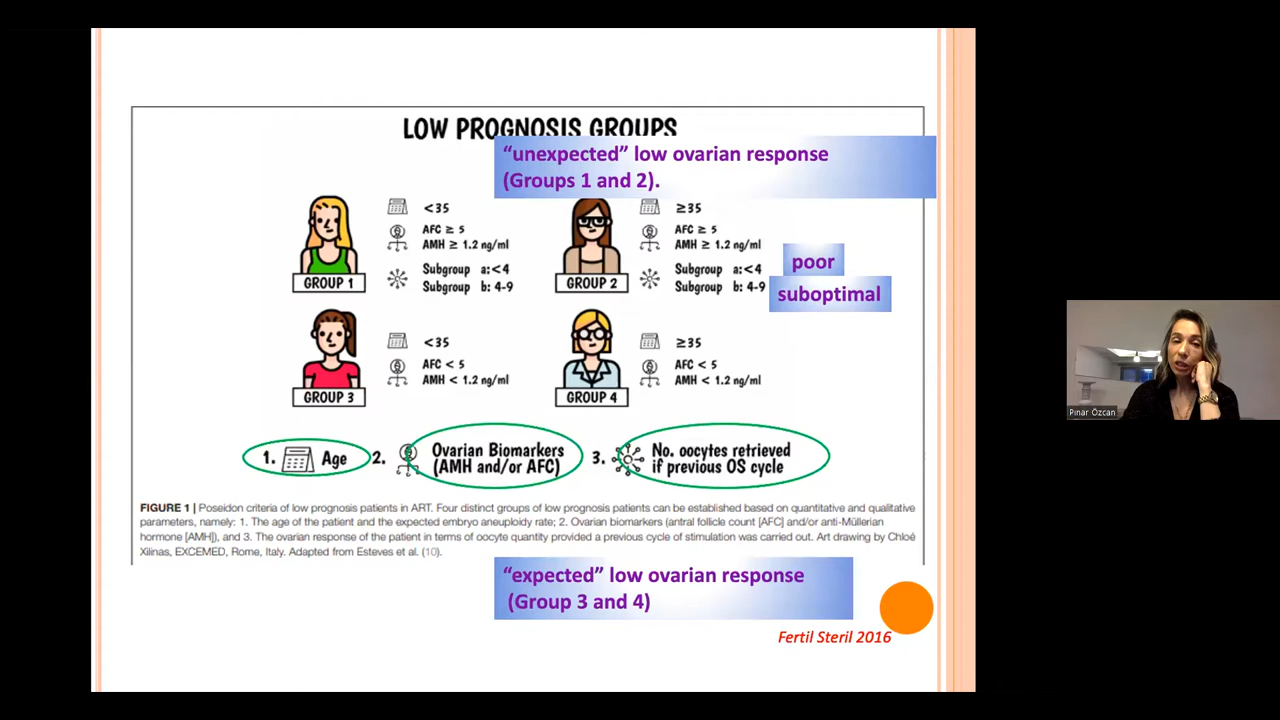 LOW PROGNOSIS GROUPS
“unexpected” low ovarian response
(Groups 1 and 2).
<35
AFC ≥ 5
AMH ≥ 1.2 ng/ml
Subgroup a:<4
Subgroup b: 4-9
GROUP 1
≥35
AFC ≥ 5
AMH ≥ 1.2 ng/ml
Subgroup a:<4
Subgroup b: 4-9
GROUP 2
poor
suboptimal
<35
AFC < 5
AMH < 1.2 ng/ml
GROUP 3
≥35
AFC < 5
AMH < 1.2 ng/ml
GROUP 4
1. Age
2. Ovarian Biomarkers
(AMH and/or AFC)
3. No. oocytes retrieved
if previous OS cycle
FIGURE 1 | Poseidon criteria of low prognosis patients in ART. Four distinct groups of low prognosis patients can be established based on quantitative and qualitative
parameters, namely: 1. The age of the patient and the expected embryo aneuploidy rate; 2. Ovarian biomarkers (antral follicle count [AFC] and/or anti-Müllerian
hormone [AMH]), and 3. The ovarian response of the patient in terms of oocyte quantity provided a previous cycle of stimulation was carried out. Art drawing by Chloé
Xilinas, EXCEMED, Rome, Italy. Adapted from Esteves et al. (10).
“expected” low ovarian response
(Group 3 and 4)
Fertil Steril 2016
Pınar Özcan